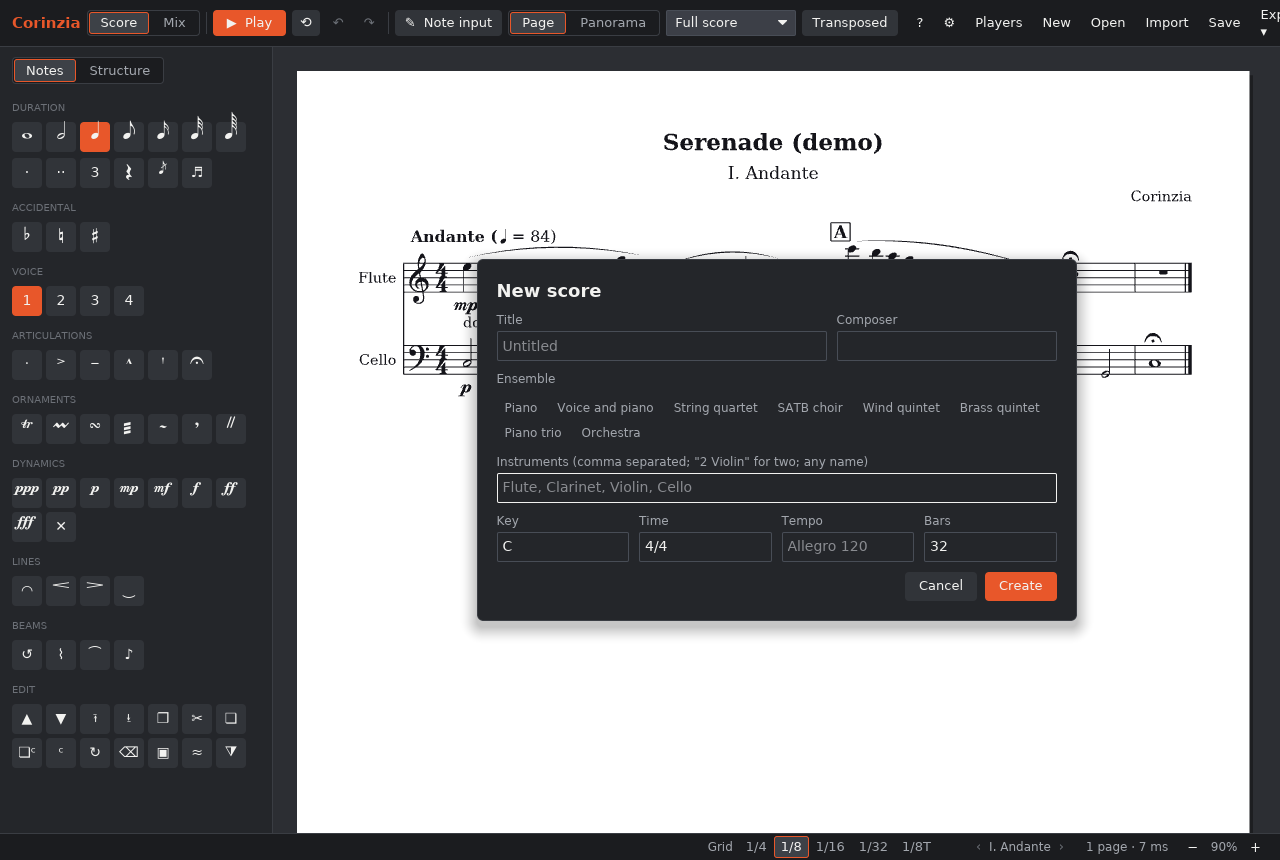 Corinzia Score Mix ▶ Play Note input Page Panorama Full score Transposed ? Players New Open Import Save
Notes Structure
DURATION
3
ACCIDENTAL
VOICE
1 2 3 4
ARTICULATIONS
ORNAMENTS
tr
DYNAMICS
ppp pp p mp mf f ff
fff ×
LINES
BEAMS
EDIT
Serenade (demo)
I. Andante
Corinzia
Andante (♩ = 84)
A
Flute
4/4
mp
Cello
4/4
p
New score
Title Composer
Untitled
Ensemble
Piano Voice and piano String quartet SATB choir Wind quintet Brass quintet
Piano trio Orchestra
Instruments (comma separated; "2 Violin" for two; any name)
Flute, Clarinet, Violin, Cello
Key Time Tempo Bars
C 4/4 Allegro 120 32
Cancel Create
Grid 1/4 1/8 1/16 1/32 1/8T ‹ I. Andante › 1 page · 7 ms − 90% +